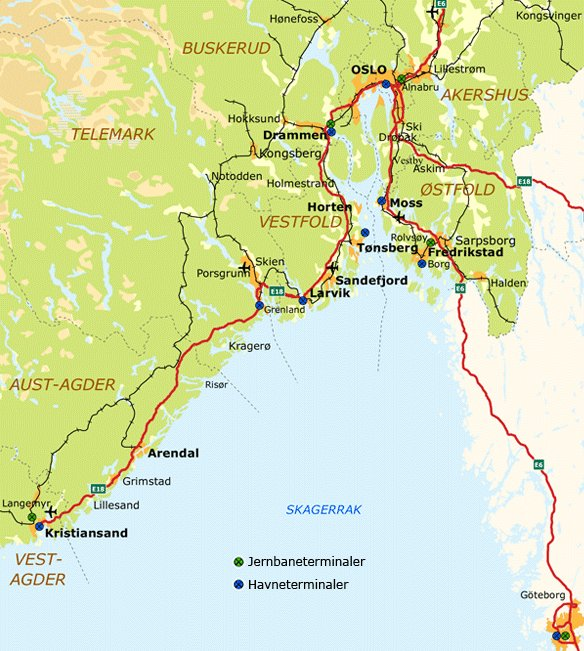 E6
Kongsvinger
Hønefoss
BUSKERUD
OSLO
Lillestrøm
Alnabru
AKERSHUS
Hokksund
TELEMARK
Drammen
Ski
Drøpak
Kongsberg
Vestby
Askim
E18
Notodden
Holmestrand
ØSTFOLD
Horten
Moss
VESTFOLD
Rolvsøy
Tønsberg
Sarpsborg
Fredrikstad
Skien
Borg
Porsgrunn
Sandefjord
Halden
E18
Larvik
E6
Grenland
Kragerø
AUST-AGDER
Risør
Arendal
E6
Grimstad
E18
Langemyr
Lillesand
SKAGERRAK
Kristiansand
VEST-
AGDER
Jernbaneterminaler
Havneterminaler
Göteborg